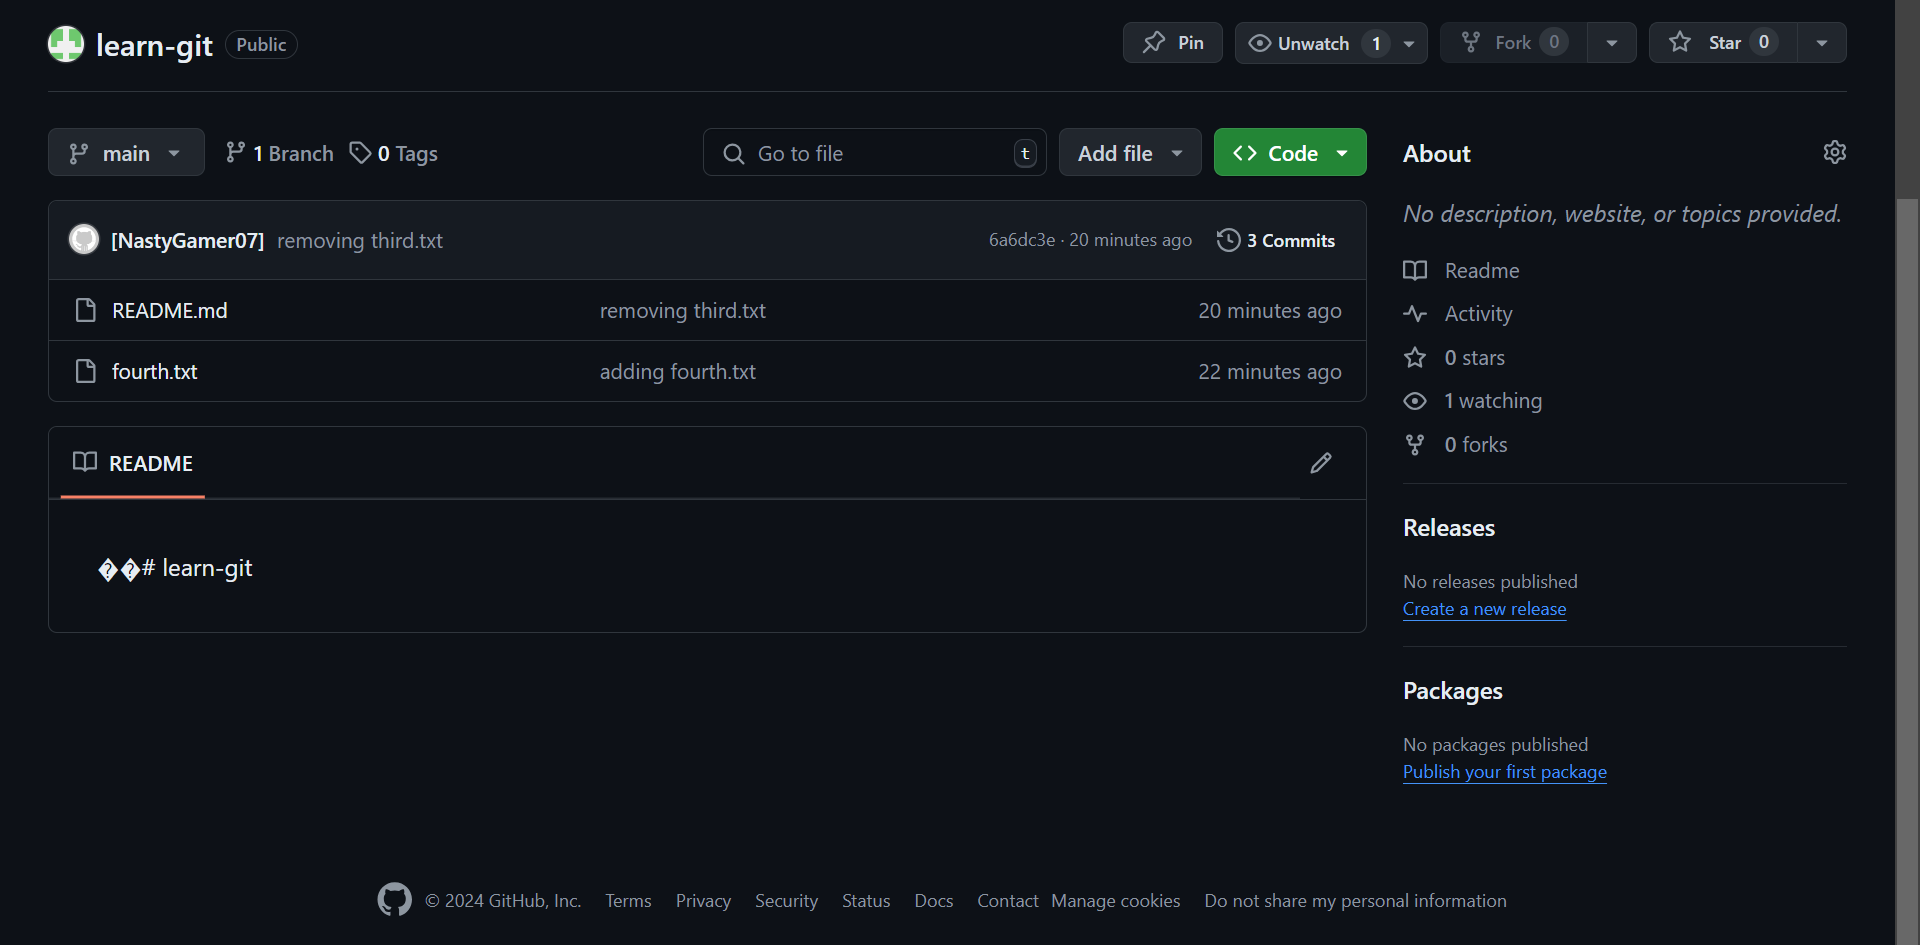 learn-git Public
Pin
Unwatch 1
Fork 0
Star 0
main
1 Branch
0 Tags
Go to file t
Add file
Code
[NastyGamer07] removing third.txt 6a6dc3e · 20 minutes ago 3 Commits
README.md removing third.txt 20 minutes ago
fourth.txt adding fourth.txt 22 minutes ago
README
��# learn-git
About
No description, website, or topics provided.
Readme
Activity
0 stars
1 watching
0 forks
Releases
No releases published
Create a new release
Packages
No packages published
Publish your first package
© 2024 GitHub, Inc. Terms Privacy Security Status Docs Contact Manage cookies Do not share my personal information